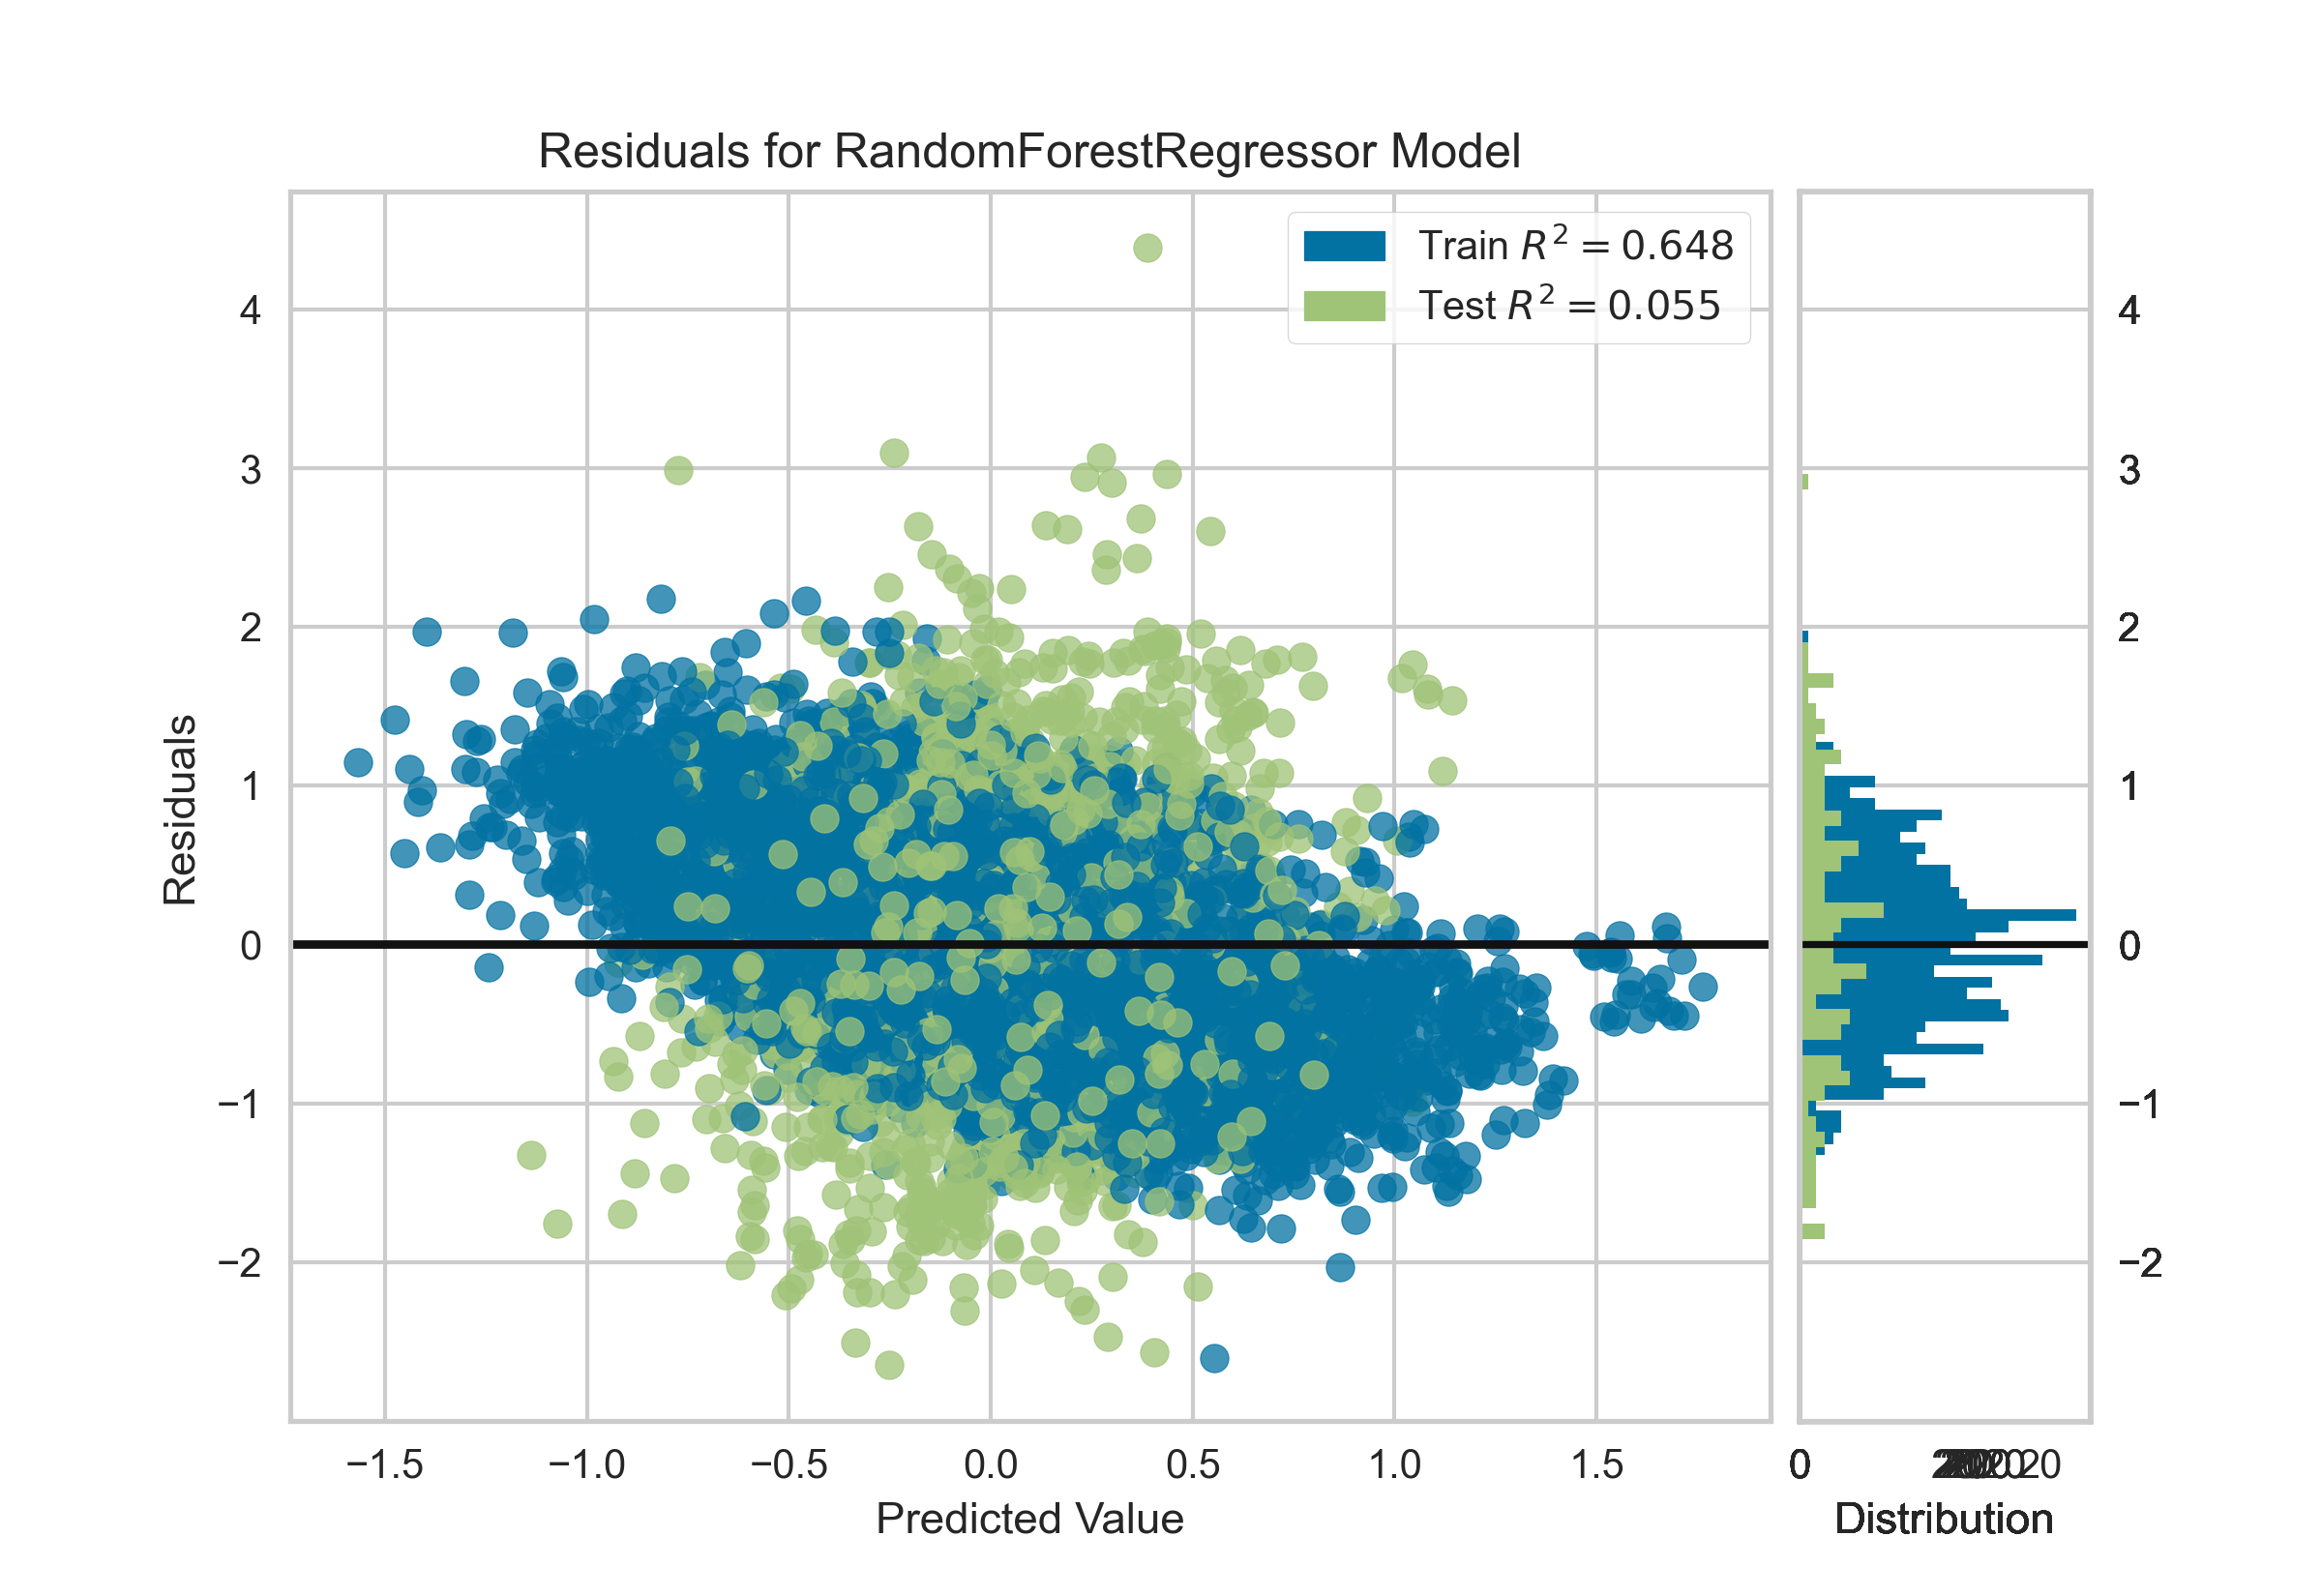 Residuals for RandomForestRegressor Model
Train R² = 0.648
Test R² = 0.055
Residuals
4
3
2
1
0
−1
−2
4
3
2
1
0
−1
−2
−1.5 −1.0 −0.5 0.0 0.5 1.0 1.5
0
Predicted Value
Distribution